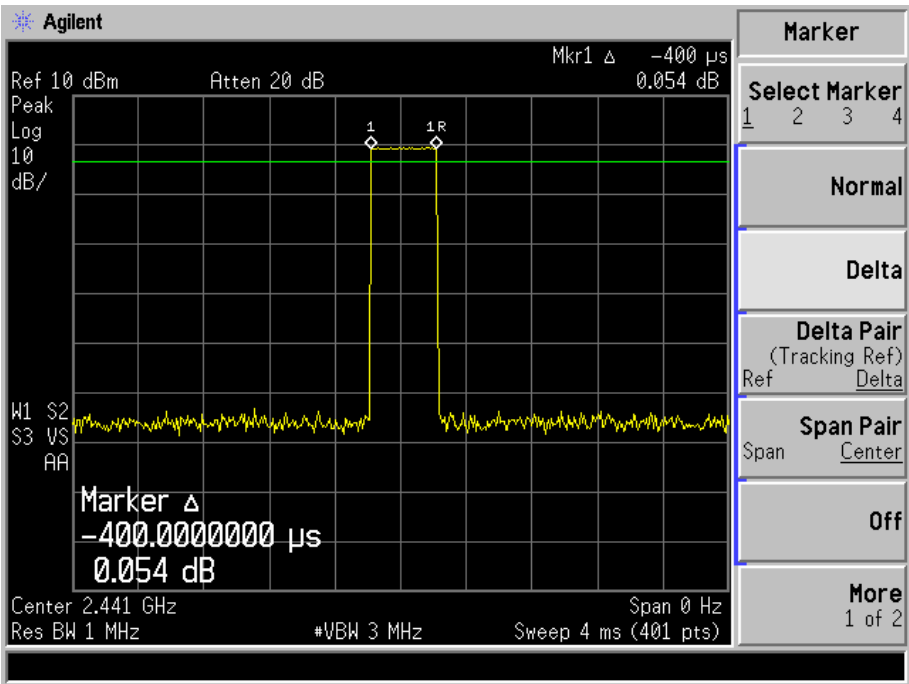 Agilent
Mkr1 Δ −400 µs
Ref 10 dBm Atten 20 dB 0.054 dB
Peak
Log
10
dB/
1 1R
W1 S2
S3 VS
AA
Marker Δ
−400.0000000 µs
0.054 dB
Center 2.441 GHz Span 0 Hz
Res BW 1 MHz #VBW 3 MHz Sweep 4 ms (401 pts)
Marker
Select Marker
1 2 3 4
Normal
Delta
Delta Pair
(Tracking Ref)
Ref Delta
Span Pair
Span Center
Off
More
1 of 2